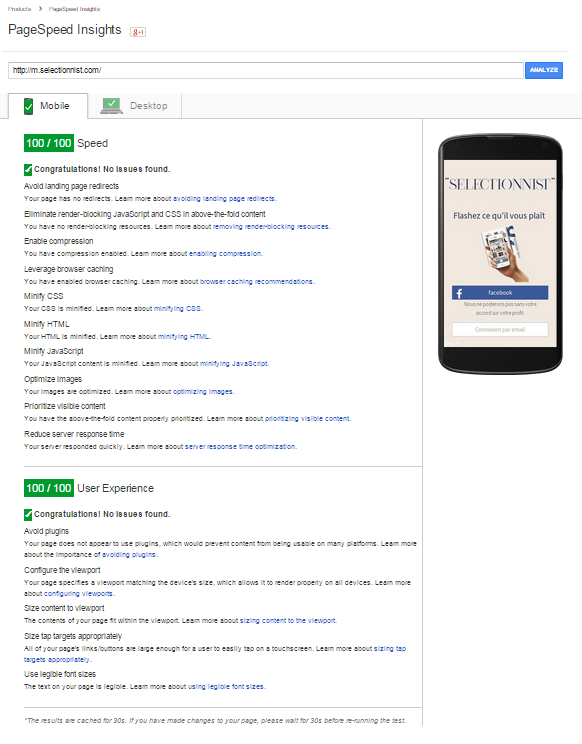 Products > PageSpeed Insights
PageSpeed Insights
g+1
http://m.selectionnist.com/
ANALYZE
Mobile
Desktop
100 / 100 Speed
Congratulations! No issues found.
Avoid landing page redirects
Your page has no redirects. Learn more about avoiding landing page redirects.
Eliminate render-blocking JavaScript and CSS in above-the-fold content
You have no render-blocking resources. Learn more about removing render-blocking resources.
Enable compression
You have compression enabled. Learn more about enabling compression.
Leverage browser caching
You have enabled browser caching. Learn more about browser caching recommendations.
Minify CSS
Your CSS is minified. Learn more about minifying CSS.
Minify HTML
Your HTML is minified. Learn more about minifying HTML.
Minify JavaScript
Your JavaScript content is minified. Learn more about minifying JavaScript.
Optimize images
Your images are optimized. Learn more about optimizing images.
Prioritize visible content
You have the above-the-fold content properly prioritized. Learn more about prioritizing visible content.
Reduce server response time
Your server responded quickly. Learn more about server response time optimization.
100 / 100 User Experience
Congratulations! No issues found.
Avoid plugins
Your page does not appear to use plugins, which would prevent content from being usable on many platforms. Learn more
about the importance of avoiding plugins.
Configure the viewport
Your page specifies a viewport matching the device's size, which allows it to render properly on all devices. Learn more
about configuring viewports.
Size content to viewport
The contents of your page fit within the viewport. Learn more about sizing content to the viewport.
Size tap targets appropriately
All of your page's links/buttons are large enough for a user to easily tap on a touchscreen. Learn more about sizing tap
targets appropriately.
Use legible font sizes
The text on your page is legible. Learn more about using legible font sizes.
*The results are cached for 30s. If you have made changes to your page, please wait for 30s before re-running the test.
"SELECTIONNIST"
Flashez ce qu'il vous plait
f facebook
Nous ne posterons pas sans votre
accord sur votre profil
Connexion par email